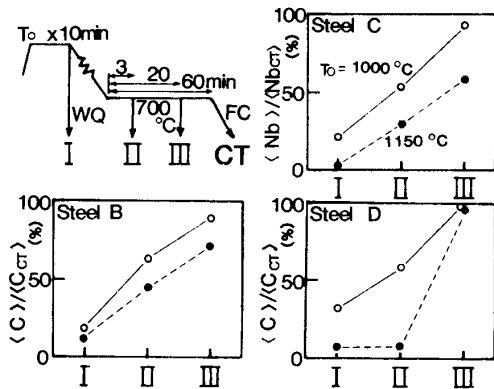 To x10min
3
20
60min
700
°C
WQ
FC
I
II
III
CT
Steel C
100
50
0
⟨Nb⟩/⟨NbCT⟩
(%)
To = 1000 °C
1150 °C
I
II
III
Steel B
100
50
0
⟨C⟩/⟨CCT⟩
(%)
I
II
III
Steel D
100
50
0
⟨C⟩/⟨CCT⟩
(%)
I
II
III